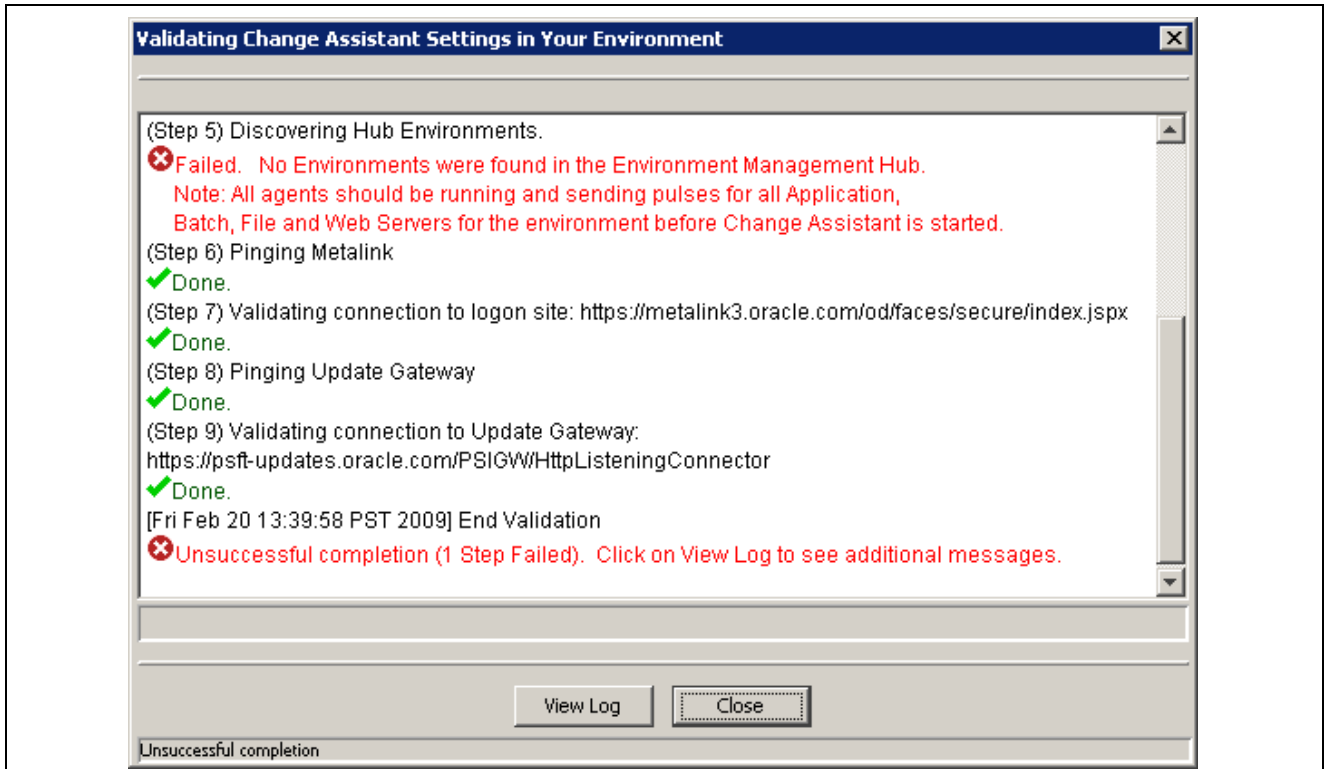 Validating Change Assistant Settings in Your Environment
(Step 5) Discovering Hub Environments.
Failed. No Environments were found in the Environment Management Hub.
Note: All agents should be running and sending pulses for all Application,
Batch, File and Web Servers for the environment before Change Assistant is started.
(Step 6) Pinging Metalink
Done.
(Step 7) Validating connection to logon site: https://metalink3.oracle.com/od/faces/secure/index.jspx
Done.
(Step 8) Pinging Update Gateway
Done.
(Step 9) Validating connection to Update Gateway:
https://psft-updates.oracle.com/PSIGW/HttpListeningConnector
Done.
[Fri Feb 20 13:39:58 PST 2009] End Validation
Unsuccessful completion (1 Step Failed). Click on View Log to see additional messages.
View Log Close
Unsuccessful completion